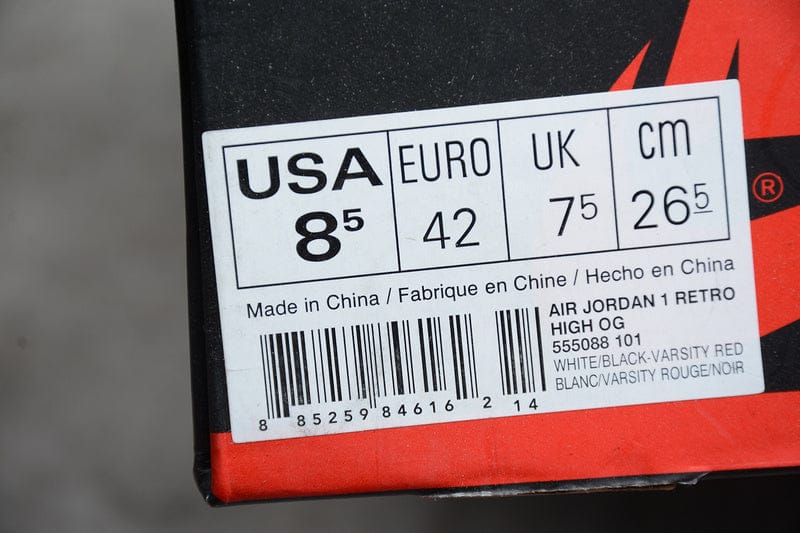 USA EURO UK cm
8⁵ 42 7⁵ 26⁵
Made in China / Fabrique en Chine / Hecho en China
AIR JORDAN 1 RETRO
HIGH OG
555088 101
WHITE/BLACK-VARSITY RED
BLANC/VARSITY ROUGE/NOIR
8 85259 84616 2 14
®